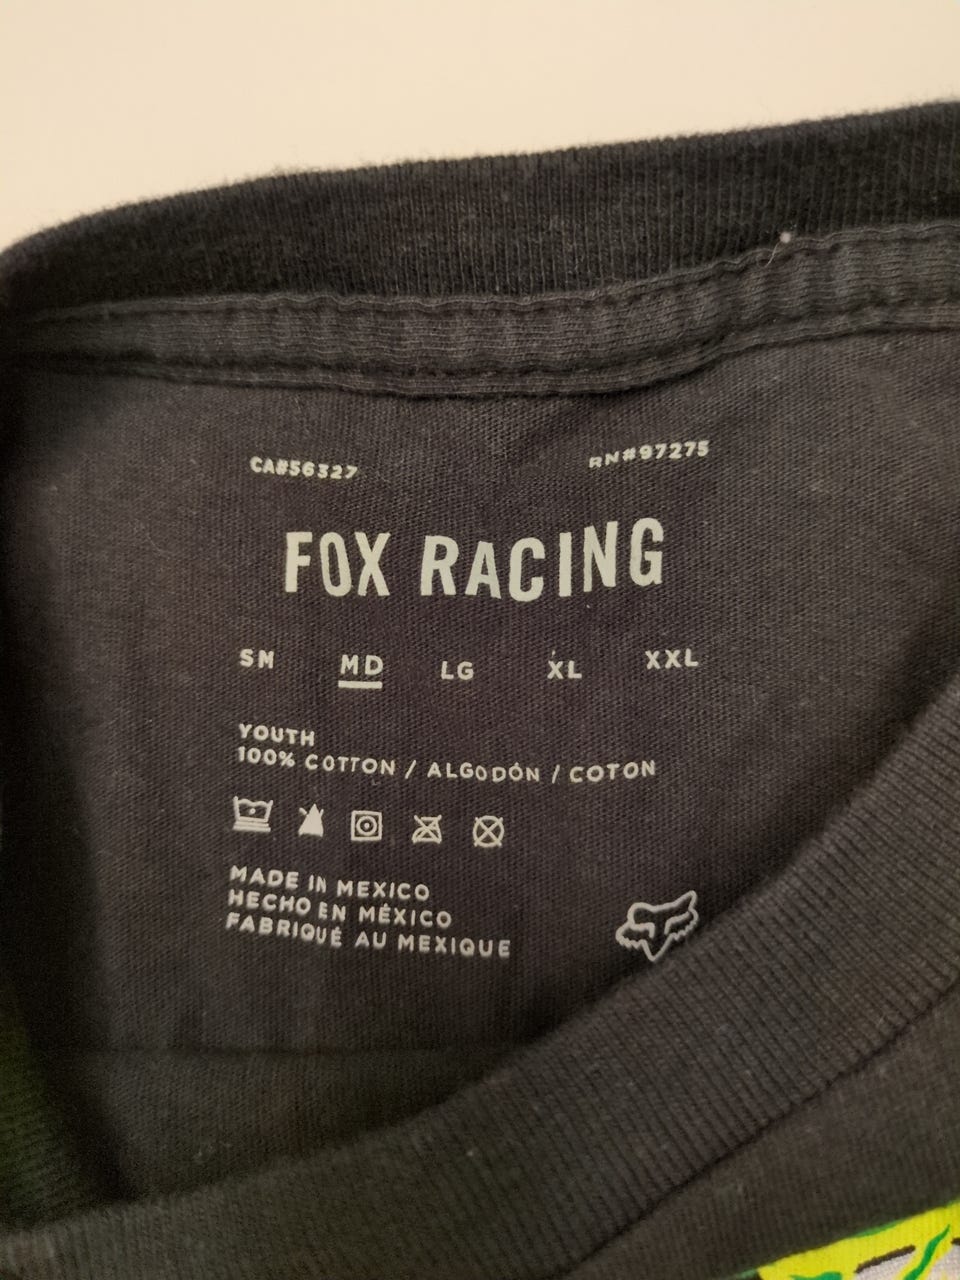 CA#56327 RN#97275
FOX RACING
SM MD LG XL XXL
YOUTH
100% COTTON / ALGODÓN / COTON
MADE IN MEXICO
HECHO EN MÉXICO
FABRIQUÉ AU MEXIQUE